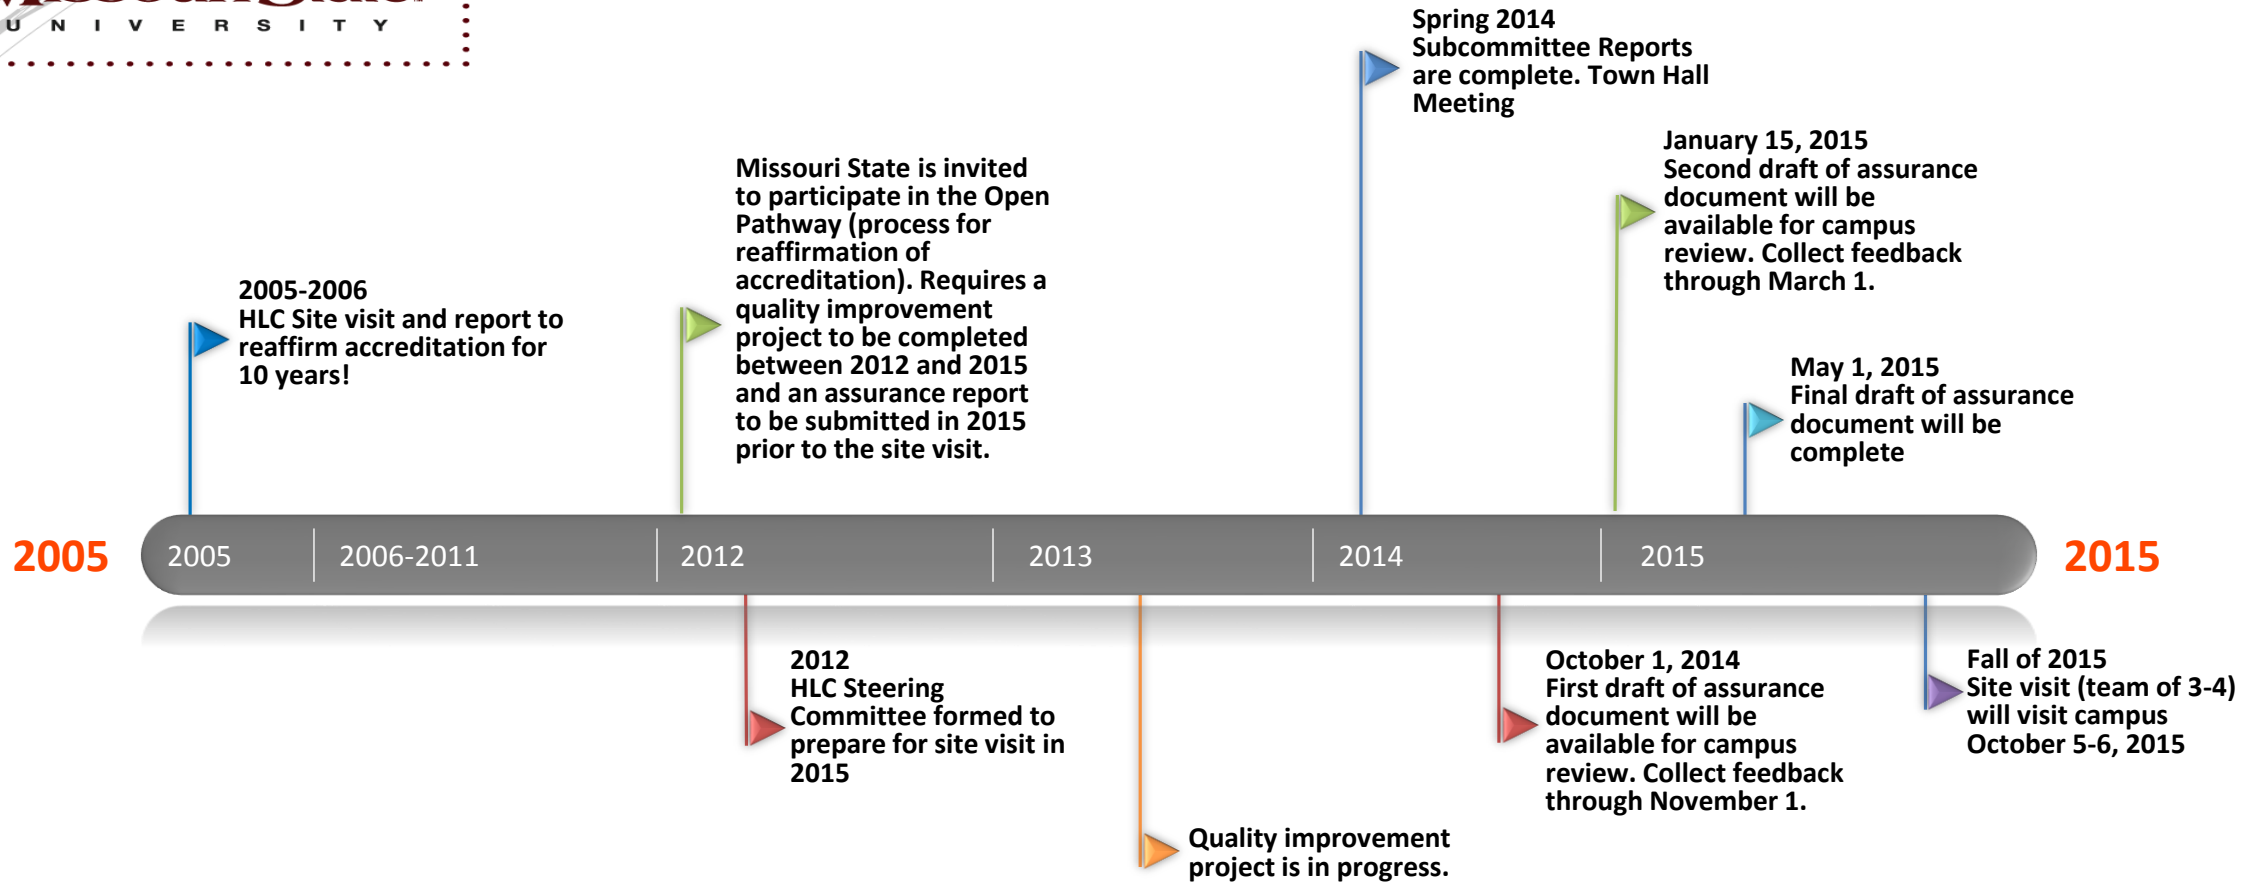 UNIVERSITY
Spring 2014
Subcommittee Reports
are complete. Town Hall
Meeting
January 15, 2015
Second draft of assurance
document will be
available for campus
review. Collect feedback
through March 1.
Missouri State is invited
to participate in the Open
Pathway (process for
reaffirmation of
accreditation). Requires a
quality improvement
project to be completed
between 2012 and 2015
and an assurance report
to be submitted in 2015
prior to the site visit.
2005-2006
HLC Site visit and report to
reaffirm accreditation for
10 years!
May 1, 2015
Final draft of assurance
document will be
complete
2005 2005 2006-2011 2012 2013 2014 2015 2015
2012
HLC Steering
Committee formed to
prepare for site visit in
2015
October 1, 2014
First draft of assurance
document will be
available for campus
review. Collect feedback
through November 1.
Fall of 2015
Site visit (team of 3-4)
will visit campus
October 5-6, 2015
Quality improvement
project is in progress.